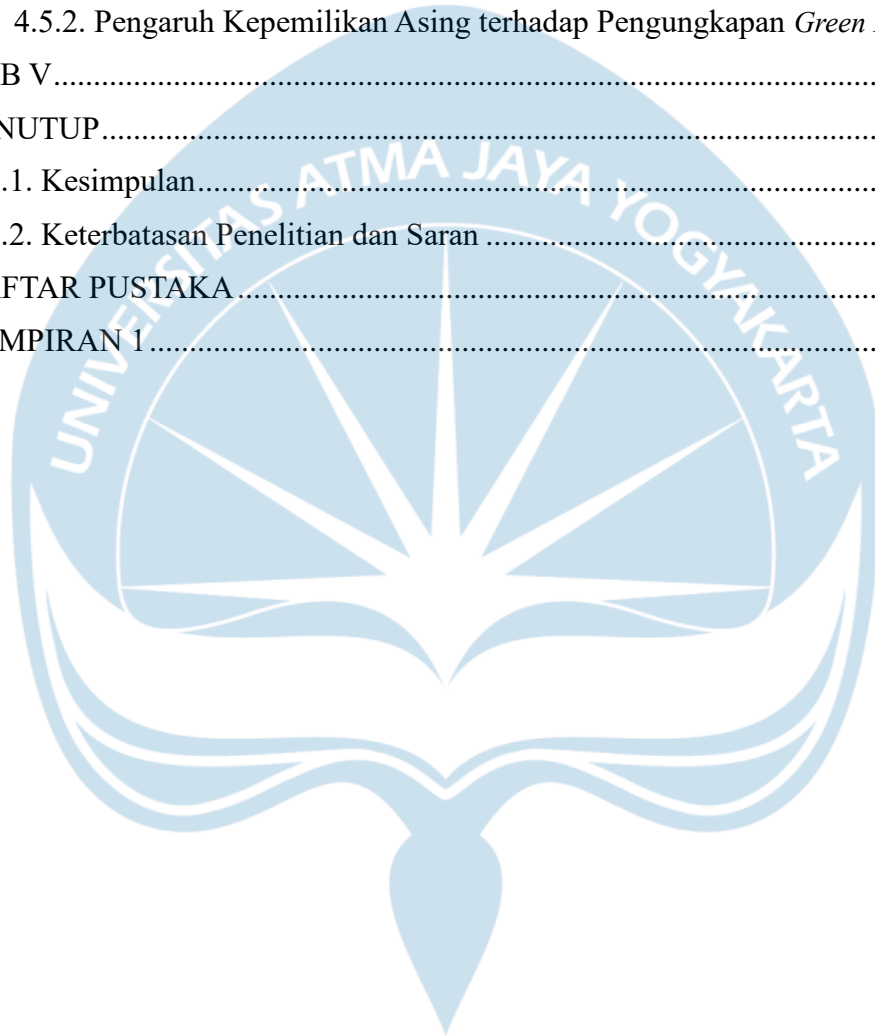 4.5.2. Pengaruh Kepemilikan Asing terhadap Pengungkapan Green
B V
NUTUP
.1. Kesimpulan
.2. Keterbatasan Penelitian dan Saran
FTAR PUSTAKA
MPIRAN 1
UNIVERSITAS ATMA JAYA YOGYAKARTA